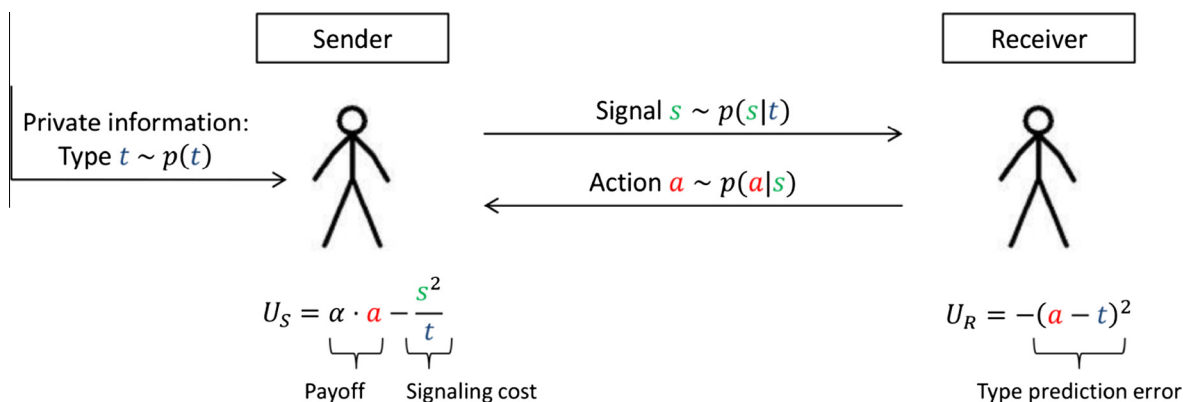 Sender
Receiver
Private information:
Type t ~ p(t)
Signal s ~ p(s|t)
Action a ~ p(a|s)
U_S = α · a − s²/t
U_R = −(a − t)²
Payoff
Signaling cost
Type prediction error